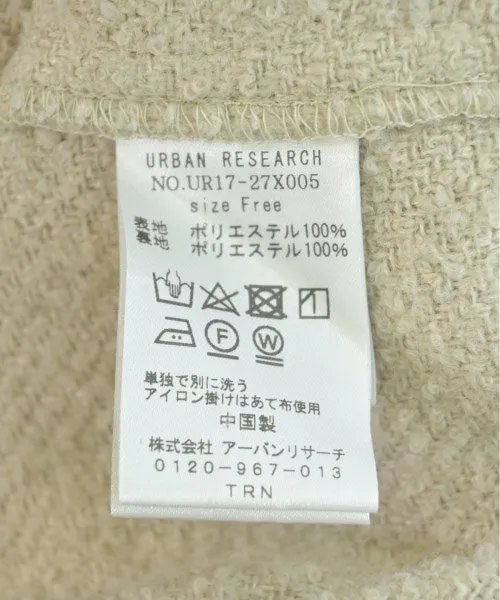 URBAN RESEARCH
NO.UR17-27X005
size Free
表地 ポリエステル100%
裏地 ポリエステル100%
F W
単独で別に洗う
アイロン掛けはあて布使用
中国製
株式会社 アーバンリサーチ
0120-967-013
TRN